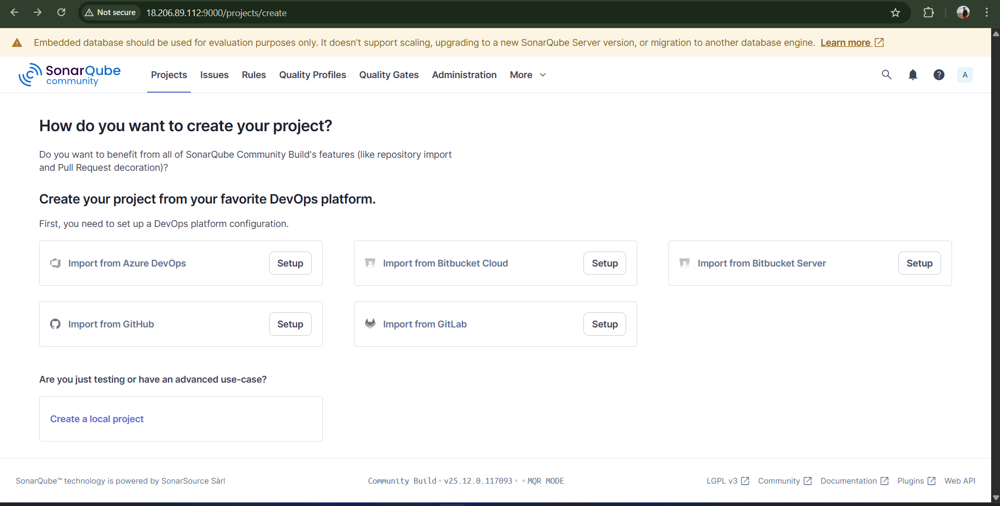 Not secure 18.206.89.112:9000/projects/create
Embedded database should be used for evaluation purposes only. It doesn't support scaling, upgrading to a new SonarQube Server version, or migration to another database engine. Learn more
SonarQube community Projects Issues Rules Quality Profiles Quality Gates Administration More ? A
How do you want to create your project?
Do you want to benefit from all of SonarQube Community Build's features (like repository import
and Pull Request decoration)?
Create your project from your favorite DevOps platform.
First, you need to set up a DevOps platform configuration.
Import from Azure DevOps Setup Import from Bitbucket Cloud Setup Import from Bitbucket Server Setup
Import from GitHub Setup Import from GitLab Setup
Are you just testing or have an advanced use-case?
Create a local project
SonarQube™ technology is powered by SonarSource Sàrl Community Build • v25.12.0.117093 • • MQR MODE LGPL v3 Community Documentation Plugins Web API